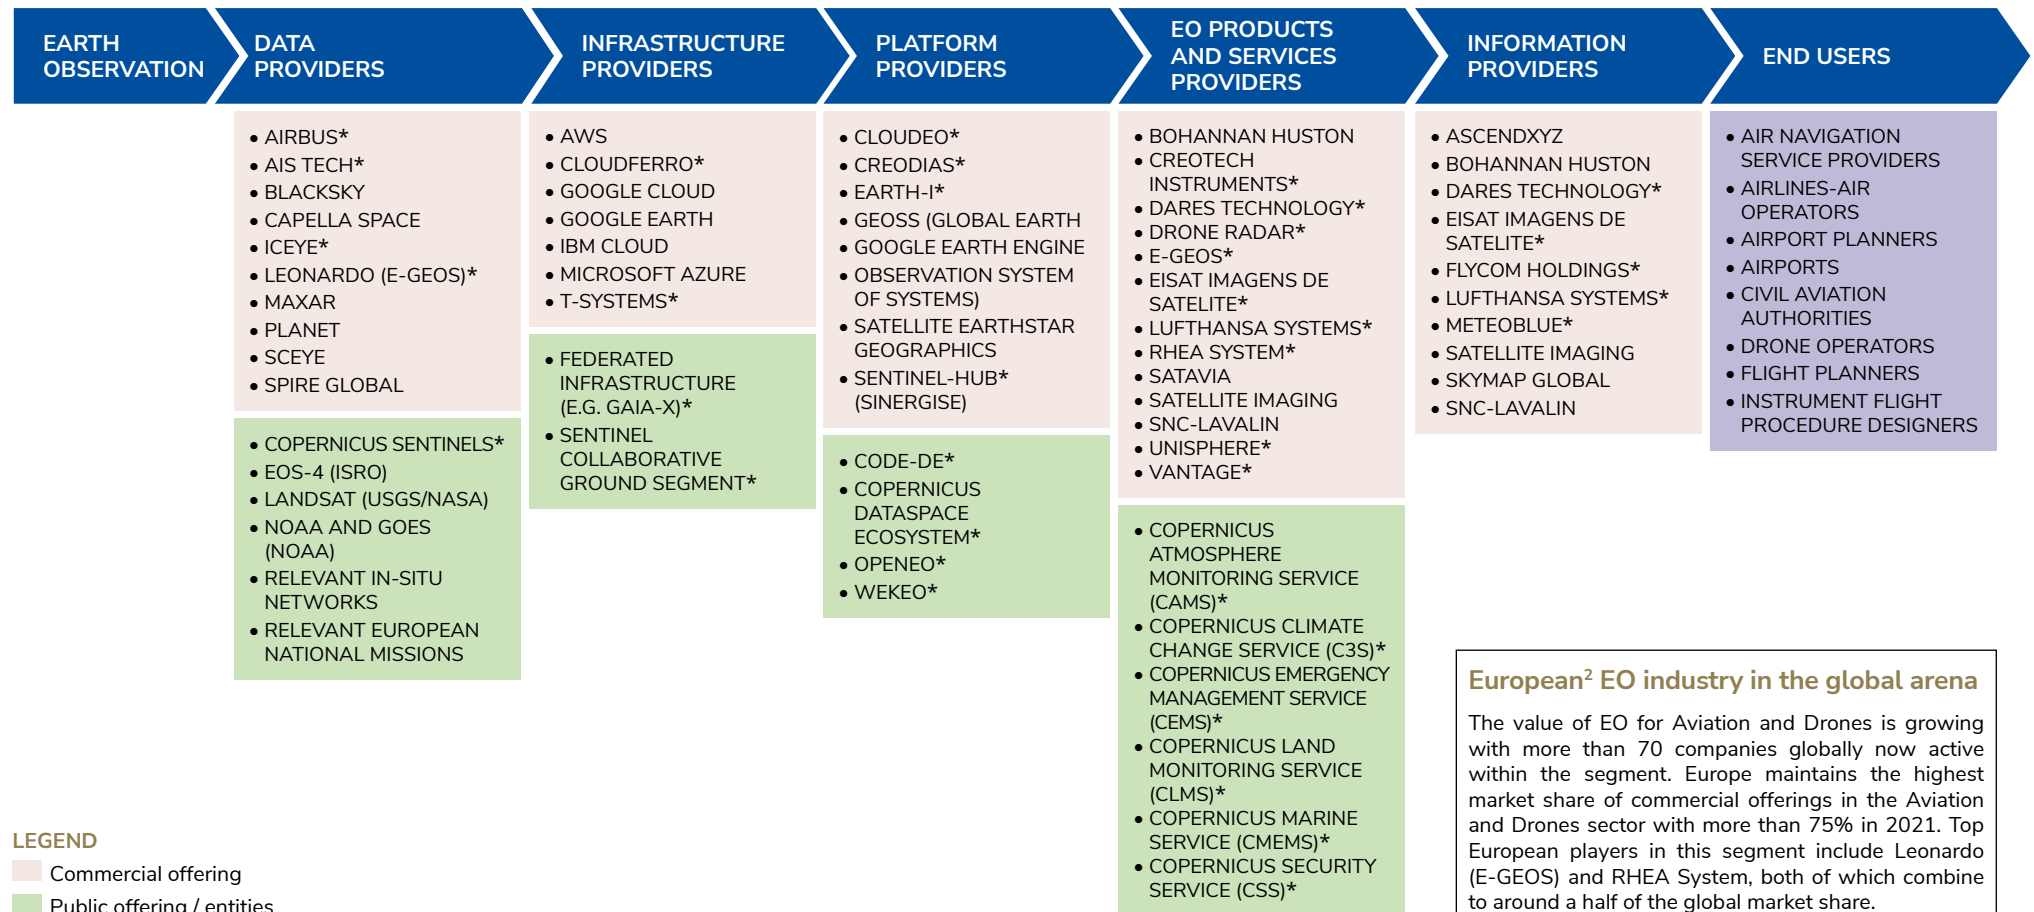 EARTH
OBSERVATION
DATA
PROVIDERS
INFRASTRUCTURE
PROVIDERS
PLATFORM
PROVIDERS
EO PRODUCTS
AND SERVICES
PROVIDERS
INFORMATION
PROVIDERS
END USERS
• AIRBUS*
• AIS TECH*
• BLACKSKY
• CAPELLA SPACE
• ICEYE*
• LEONARDO (E-GEOS)*
• MAXAR
• PLANET
• SCEYE
• SPIRE GLOBAL
• COPERNICUS SENTINELS*
• EOS-4 (ISRO)
• LANDSAT (USGS/NASA)
• NOAA AND GOES
(NOAA)
• RELEVANT IN-SITU
NETWORKS
• RELEVANT EUROPEAN
NATIONAL MISSIONS
• AWS
• CLOUDFERRO*
• GOOGLE CLOUD
• GOOGLE EARTH
• IBM CLOUD
• MICROSOFT AZURE
• T-SYSTEMS*
• FEDERATED
INFRASTRUCTURE
(E.G. GAIA-X)*
• SENTINEL
COLLABORATIVE
GROUND SEGMENT*
• CLOUDEO*
• CREODIAS*
• EARTH-I*
• GEOSS (GLOBAL EARTH
• GOOGLE EARTH ENGINE
• OBSERVATION SYSTEM
OF SYSTEMS)
• SATELLITE EARTHSTAR
GEOGRAPHICS
• SENTINEL-HUB*
(SINERGISE)
• CODE-DE*
• COPERNICUS
DATASPACE
ECOSYSTEM*
• OPENEO*
• WEKEO*
• BOHANNAN HUSTON
• CREOTECH
INSTRUMENTS*
• DARES TECHNOLOGY*
• DRONE RADAR*
• E-GEOS*
• EISAT IMAGENS DE
SATELITE*
• LUFTHANSA SYSTEMS*
• RHEA SYSTEM*
• SATAVIA
• SATELLITE IMAGING
• SNC-LAVALIN
• UNISPHERE*
• VANTAGE*
• COPERNICUS
ATMOSPHERE
MONITORING SERVICE
(CAMS)*
• COPERNICUS CLIMATE
CHANGE SERVICE (C3S)*
• COPERNICUS EMERGENCY
MANAGEMENT SERVICE
(CEMS)*
• COPERNICUS LAND
MONITORING SERVICE
(CLMS)*
• COPERNICUS MARINE
SERVICE (CMEMS)*
• COPERNICUS SECURITY
SERVICE (CSS)*
• ASCENDXYZ
• BOHANNAN HUSTON
• DARES TECHNOLOGY*
• EISAT IMAGENS DE
SATELITE*
• FLYCOM HOLDINGS*
• LUFTHANSA SYSTEMS*
• METEOBLUE*
• SATELLITE IMAGING
• SKYMAP GLOBAL
• SNC-LAVALIN
• AIR NAVIGATION
SERVICE PROVIDERS
• AIRLINES-AIR
OPERATORS
• AIRPORT PLANNERS
• AIRPORTS
• CIVIL AVIATION
AUTHORITIES
• DRONE OPERATORS
• FLIGHT PLANNERS
• INSTRUMENT FLIGHT
PROCEDURE DESIGNERS
European² EO industry in the global arena
The value of EO for Aviation and Drones is growing
with more than 70 companies globally now active
within the segment. Europe maintains the highest
market share of commercial offerings in the Aviation
and Drones sector with more than 75% in 2021. Top
European players in this segment include Leonardo
(E-GEOS) and RHEA System, both of which combine
to around a half of the global market share.
LEGEND
Commercial offering
Public offering / entities